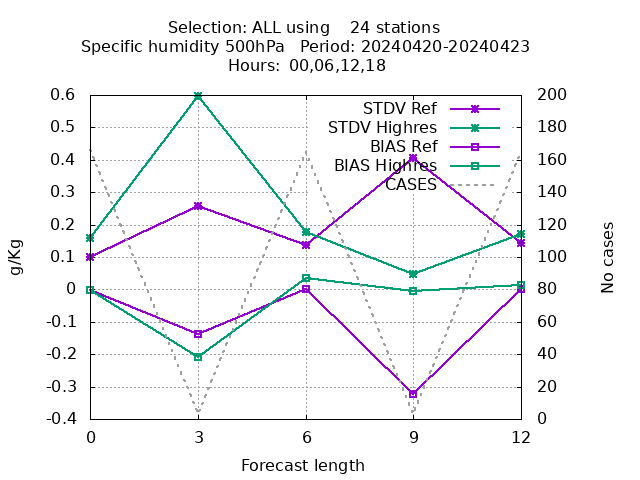 Selection: ALL using    24 stations
Specific humidity 500hPa   Period: 20240420-20240423
Hours: 00,06,12,18
STDV Ref
STDV Highres
BIAS Ref
BIAS Highres
CASES
0.6
0.5
0.4
0.3
0.2
0.1
0
-0.1
-0.2
-0.3
-0.4
g/Kg
200
180
160
140
120
100
80
60
40
20
0
No cases
0 3 6 9 12
Forecast length